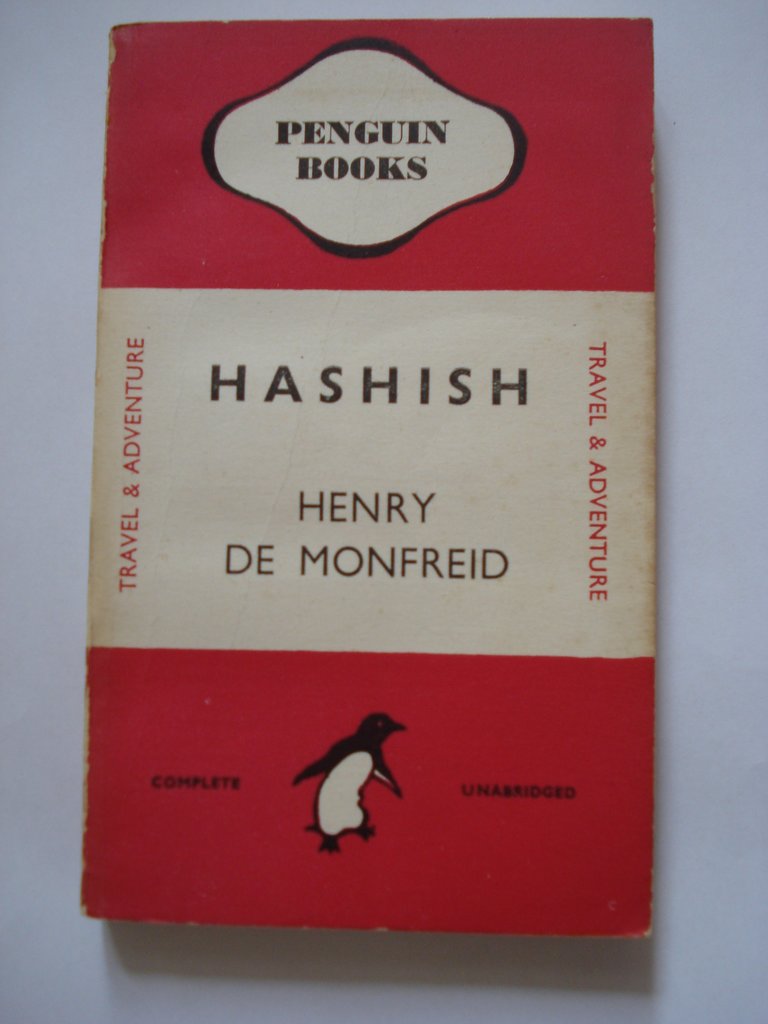 PENGUIN
BOOKS
HASHISH
TRAVEL & ADVENTURE
TRAVEL & ADVENTURE
HENRY
DE MONFREID
COMPLETE
UNABRIDGED